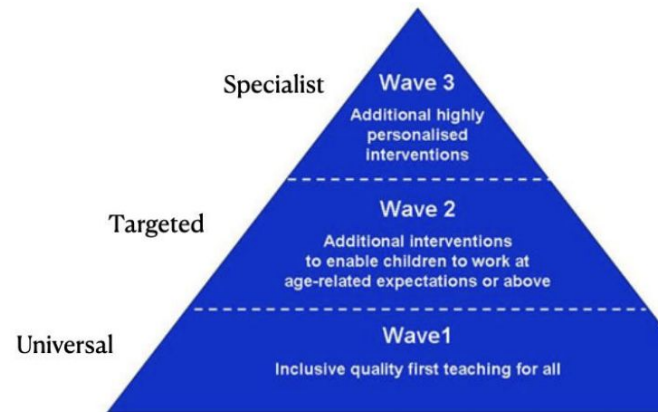 Specialist
Wave 3
Additional highly
personalised
interventions
Targeted
Wave 2
Additional interventions
to enable children to work at
age-related expectations or above
Universal
Wave1
Inclusive quality first teaching for all